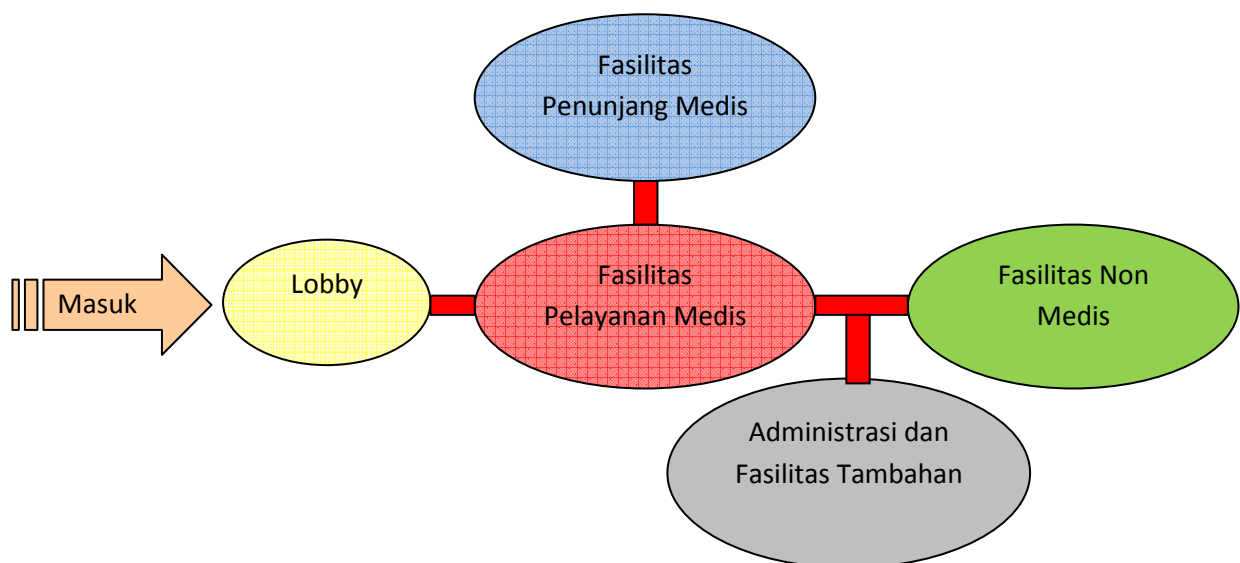 Fasilitas
Penunjang Medis
Masuk
Lobby
Fasilitas
Pelayanan Medis
Fasilitas Non
Medis
Administrasi dan
Fasilitas Tambahan